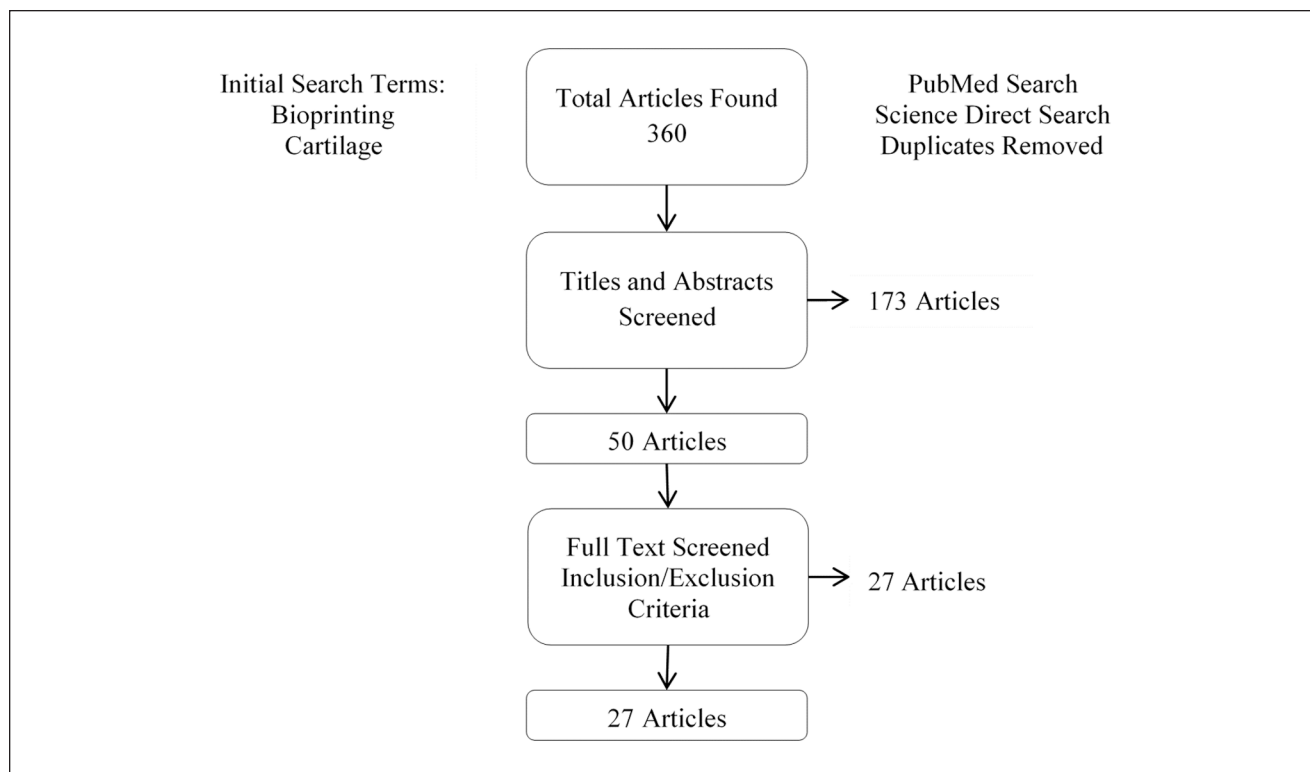 Initial Search Terms:
Bioprinting
Cartilage
Total Articles Found
360
PubMed Search
Science Direct Search
Duplicates Removed
Titles and Abstracts
Screened
173 Articles
50 Articles
Full Text Screened
Inclusion/Exclusion
Criteria
27 Articles
27 Articles